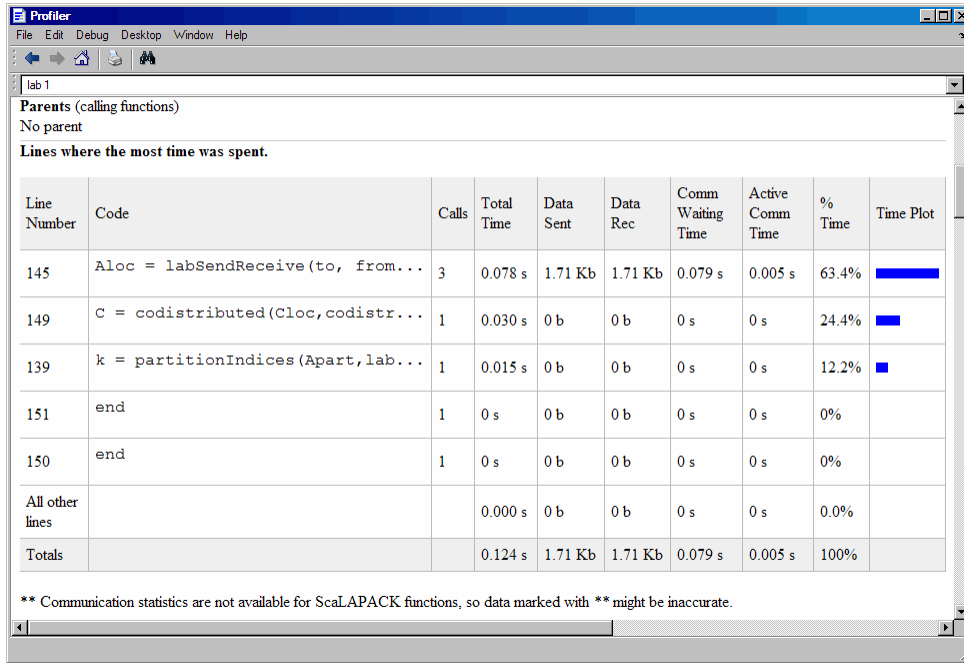 Profiler
File Edit Debug Desktop Window Help
lab 1
Parents (calling functions)
No parent
Lines where the most time was spent.
Line Number Code Calls Total Time Data Sent Data Rec Comm Waiting Time Active Comm Time % Time Time Plot
145 Aloc = labSendReceive(to, from... 3 0.078 s 1.71 Kb 1.71 Kb 0.079 s 0.005 s 63.4%
149 C = codistributed(Cloc,codistr... 1 0.030 s 0 b 0 b 0 s 0 s 24.4%
139 k = partitionIndices(Apart,lab... 1 0.015 s 0 b 0 b 0 s 0 s 12.2%
151 end 1 0 s 0 b 0 b 0 s 0 s 0%
150 end 1 0 s 0 b 0 b 0 s 0 s 0%
All other lines 0.000 s 0 b 0 b 0 s 0 s 0.0%
Totals 0.124 s 1.71 Kb 1.71 Kb 0.079 s 0.005 s 100%
** Communication statistics are not available for ScaLAPACK functions, so data marked with ** might be inaccurate.